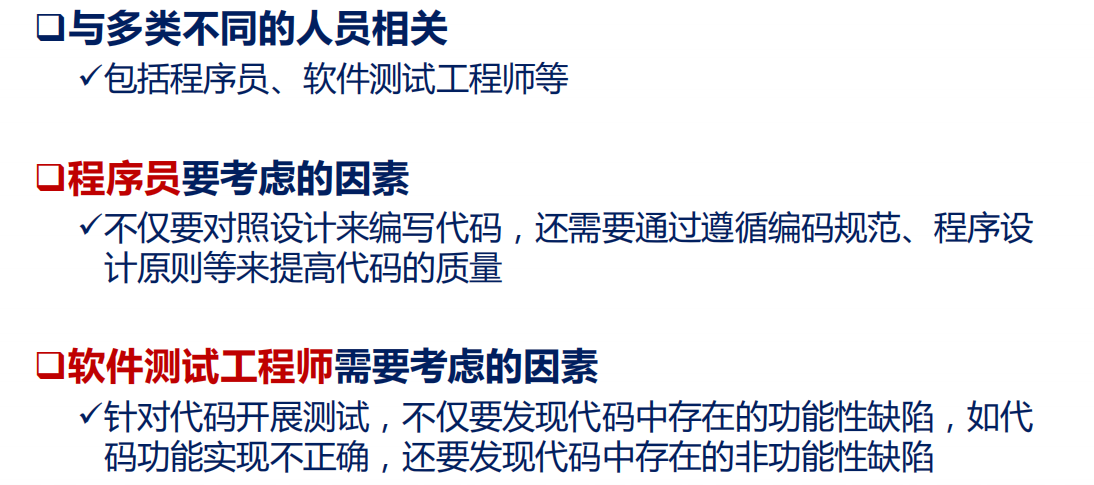 ❑与多类不同的人员相关
✓包括程序员、软件测试工程师等
❑程序员要考虑的因素
✓不仅要对照设计来编写代码，还需要通过遵循编码规范、程序设
计原则等来提高代码的质量
❑软件测试工程师需要考虑的因素
✓针对代码开展测试，不仅要发现代码中存在的功能性缺陷，如代
码功能实现不正确，还要发现代码中存在的非功能性缺陷